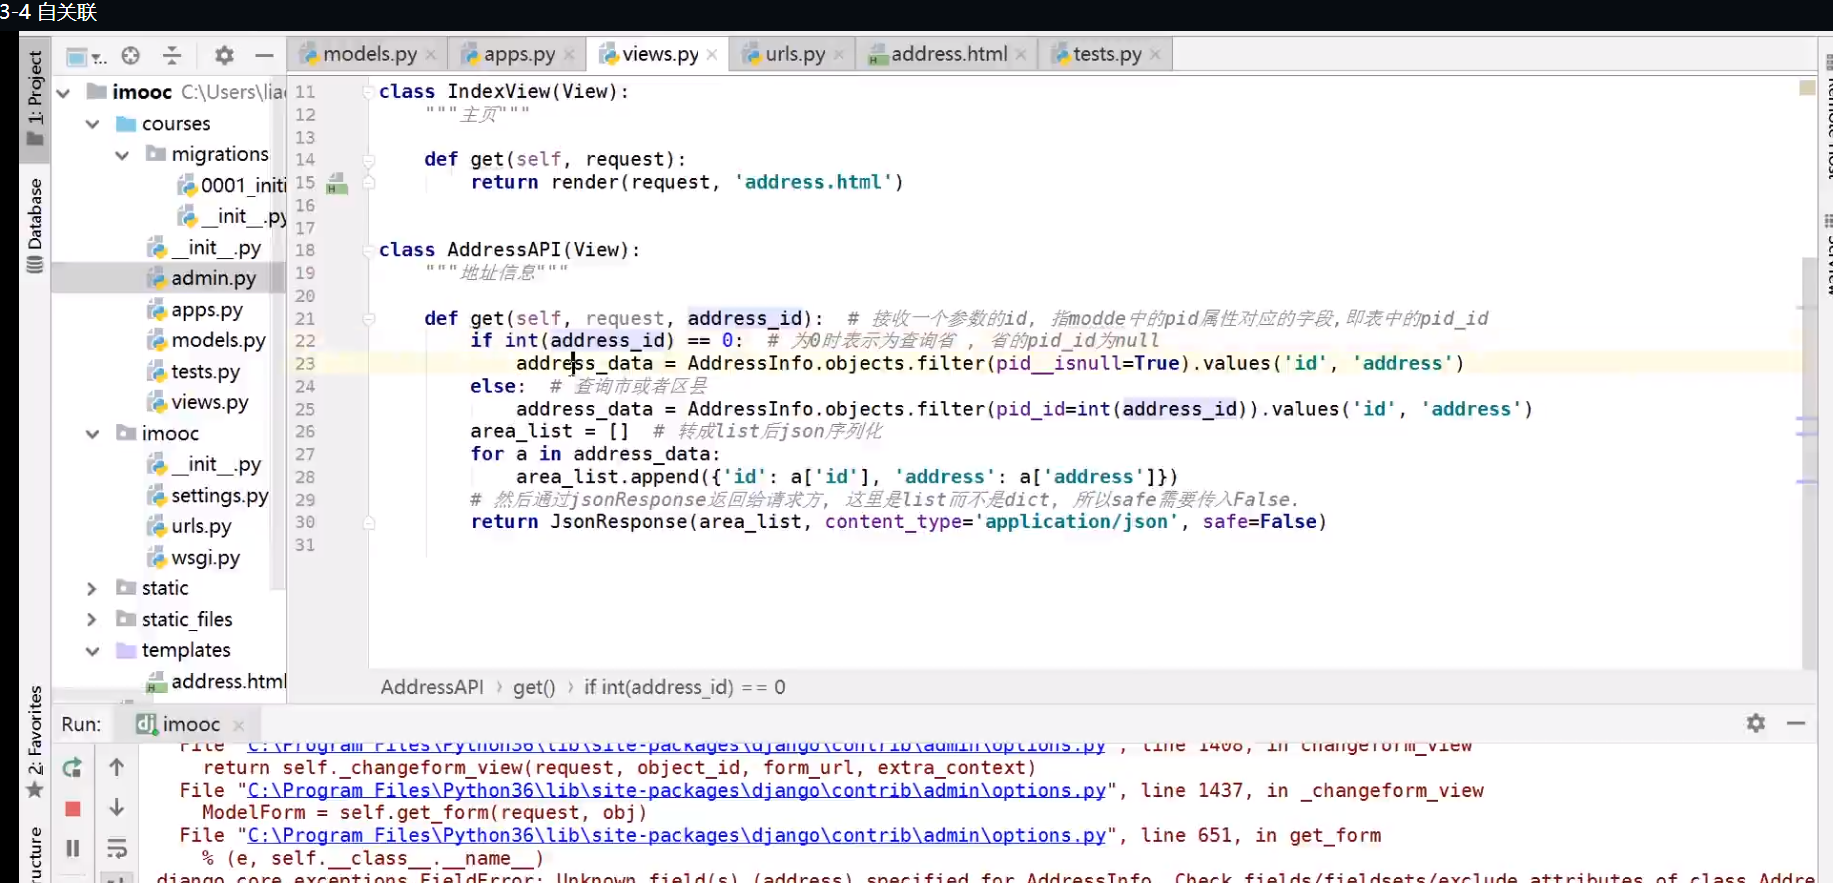 3-4 自关联
models.py
apps.py
views.py
urls.py
address.html
tests.py
1: Project
Database
2: Favorites
ructure
imooc C:\Users\lia
courses
migrations
0001_initi
__init__.py
__init__.py
admin.py
apps.py
models.py
tests.py
views.py
imooc
__init__.py
settings.py
urls.py
wsgi.py
static
static_files
templates
address.html
11 class IndexView(View):
12 """主页"""
13
14 def get(self, request):
15 return render(request, 'address.html')
16
17
18 class AddressAPI(View):
19 """地址信息"""
20
21 def get(self, request, address_id): # 接收一个参数的id, 指modde中的pid属性对应的字段,即表中的pid_id
22 if int(address_id) == 0: # 为0时表示为查询省 , 省的pid_id为null
23 address_data = AddressInfo.objects.filter(pid__isnull=True).values('id', 'address')
24 else: # 查询市或者区县
25 address_data = AddressInfo.objects.filter(pid_id=int(address_id)).values('id', 'address')
26 area_list = [] # 转成list后json序列化
27 for a in address_data:
28 area_list.append({'id': a['id'], 'address': a['address']})
29 # 然后通过jsonResponse返回给请求方, 这里是list而不是dict, 所以safe需要传入False.
30 return JsonResponse(area_list, content_type='application/json', safe=False)
31
AddressAPI › get() › if int(address_id) == 0
Run: imooc
File "C:\Program Files\Python36\lib\site-packages\django\contrib\admin\options.py", line 1408, in changeform_view
return self._changeform_view(request, object_id, form_url, extra_context)
File "C:\Program Files\Python36\lib\site-packages\django\contrib\admin\options.py", line 1437, in _changeform_view
ModelForm = self.get_form(request, obj)
File "C:\Program Files\Python36\lib\site-packages\django\contrib\admin\options.py", line 651, in get_form
% (e, self.__class__.__name__)
django.core.exceptions.FieldError: Unknown field(s) (address) specified for AddressInfo. Check fields/fieldsets/exclude attributes of class Addre